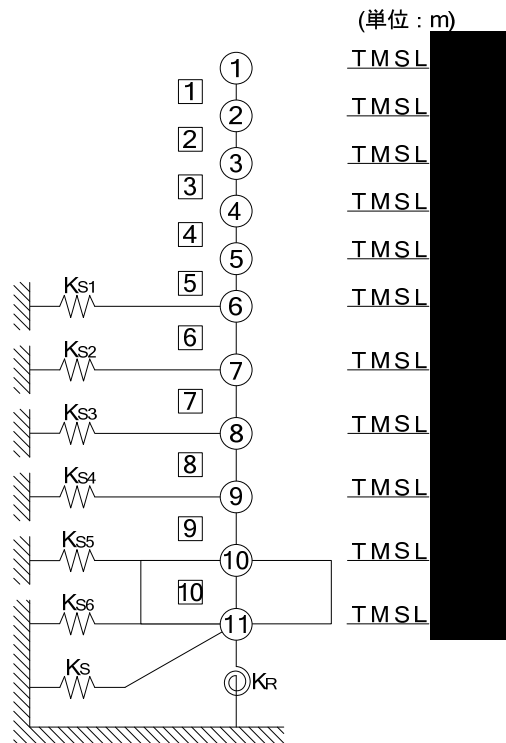 (単位：m)
① TMSL
1
② TMSL
2
③ TMSL
3
④ TMSL
4
⑤ TMSL
5
KS1 ⑥ TMSL
6
KS2 ⑦ TMSL
7
KS3 ⑧ TMSL
8
KS4 ⑨ TMSL
9
KS5 ⑩ TMSL
10
KS6 ⑪ TMSL
KS KR